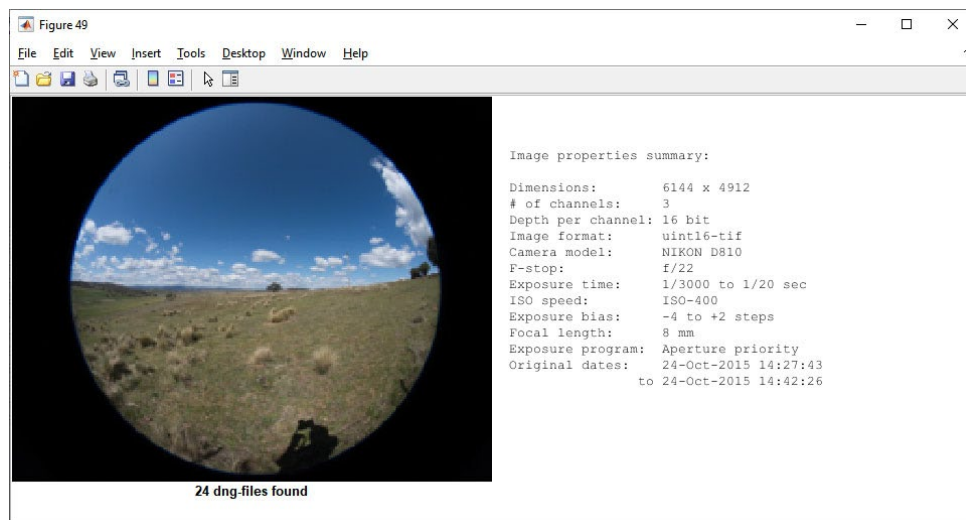 Figure 49
File Edit View Insert Tools Desktop Window Help
Image properties summary:
Dimensions: 6144 x 4912
# of channels: 3
Depth per channel: 16 bit
Image format: uint16-tif
Camera model: NIKON D810
F-stop: f/22
Exposure time: 1/3000 to 1/20 sec
ISO speed: ISO-400
Exposure bias: -4 to +2 steps
Focal length: 8 mm
Exposure program: Aperture priority
Original dates: 24-Oct-2015 14:27:43
to 24-Oct-2015 14:42:26
24 dng-files found